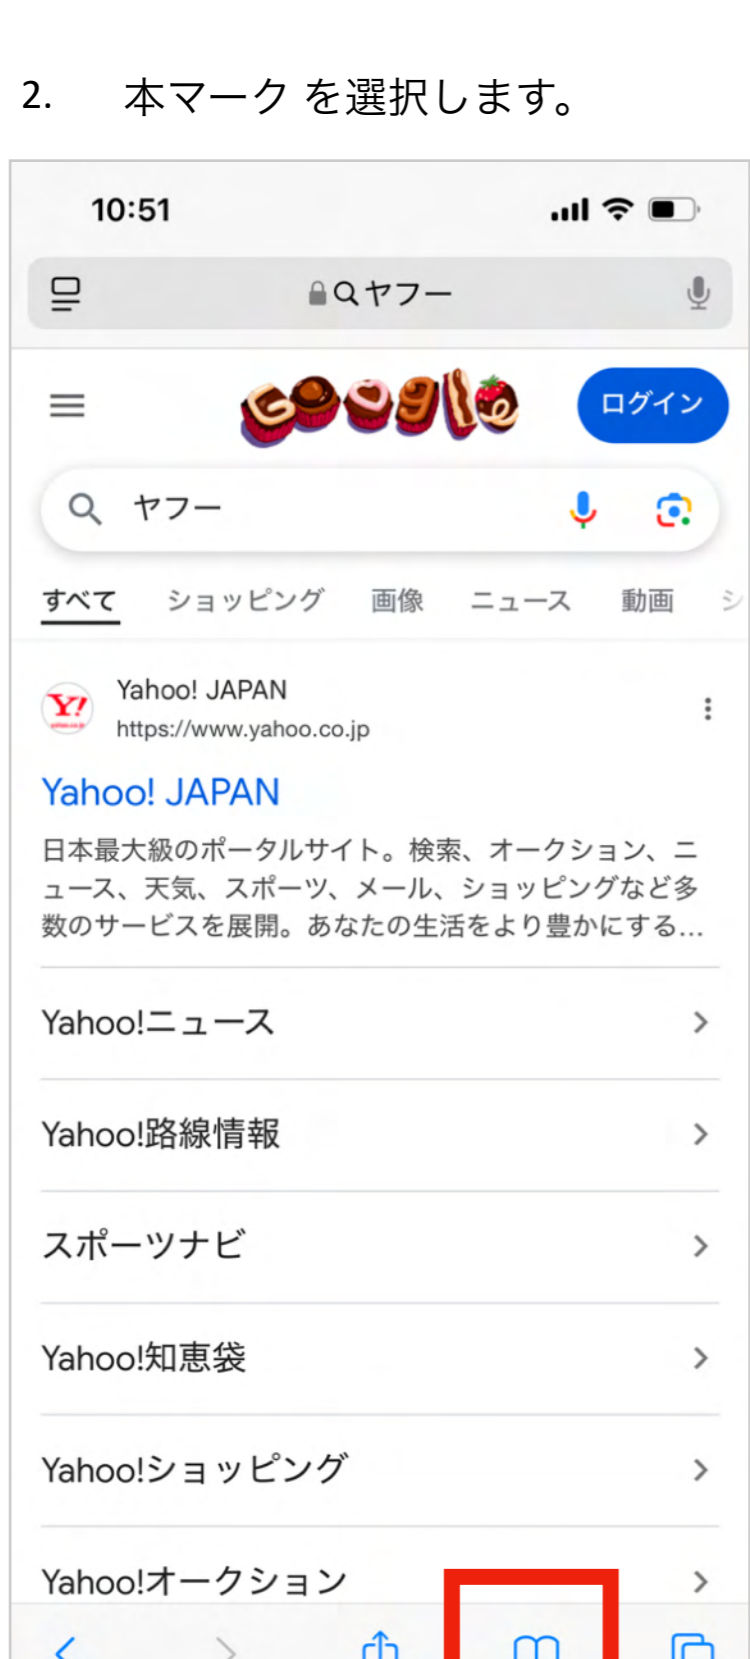 2. 本マーク を選択します。
10:51
ヤフー
Google
ログイン
ヤフー
すべて ショッピング 画像 ニュース 動画
Yahoo! JAPAN
https://www.yahoo.co.jp
Yahoo! JAPAN
日本最大級のポータルサイト。検索、オークション、ニ
ュース、天気、スポーツ、メール、ショッピングなど多
数のサービスを展開。あなたの生活をより豊かにする...
Yahoo!ニュース
Yahoo!路線情報
スポーツナビ
Yahoo!知恵袋
Yahoo!ショッピング
Yahoo!オークション